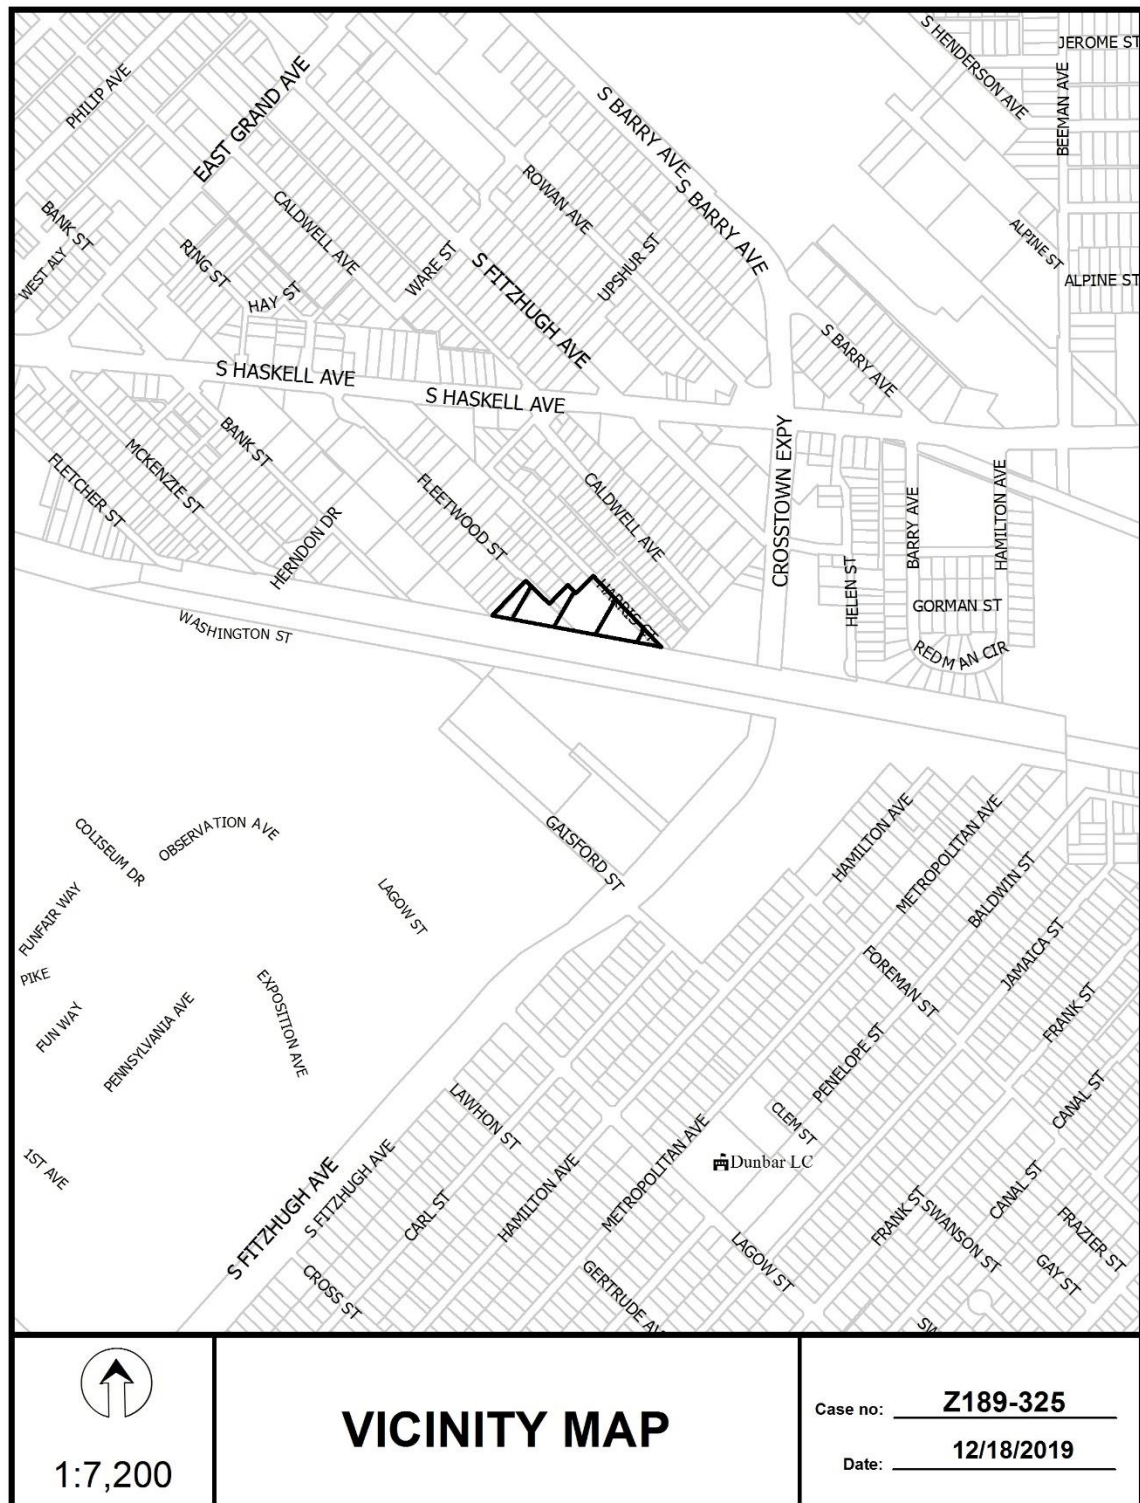 S HENDERSON AVE
JEROME ST
PHILIP AVE
EAST GRAND AVE
S BARRY AVE
BEEMAN AVE
S BARRY AVE
ROWAN AVE
CALDWELL AVE
BANK ST
WEST ALY
RING ST
WARE ST
S FITZHUGH AVE
UPSHUR ST
ALPINE ST
ALPINE ST
HAY ST
S BARRY AVE
S HASKELL AVE
S HASKELL AVE
BANK ST
MCKENZIE ST
FLETCHER ST
FLEETWOOD ST
CALDWELL AVE
CROSSTOWN EXPY
BARRY AVE
HAMILTON AVE
HERNDON DR
HARRIS CT
HELEN ST
GORMAN ST
REDMAN CIR
WASHINGTON ST
COLISEUM DR
OBSERVATION AVE
GAISFORD ST
HAMILTON AVE
METROPOLITAN AVE
BALDWIN ST
FUNFAIR WAY
LAGOW ST
PIKE
JAMAICA ST
FOREMAN ST
FRANK ST
FUN WAY
PENNSYLVANIA AVE
EXPOSITION AVE
PENELOPE ST
CANAL ST
LAWHON ST
CLEM ST
1ST AVE
Dunbar LC
METROPOLITAN AVE
S FITZHUGH AVE
S FITZHUGH AVE
CARL ST
HAMILTON AVE
CANAL ST
FRANK ST
SWANSON ST
FRAZIER ST
CROSS ST
GERTRUDE AV
LAGOW ST
GAY ST
SW
1:7,200
VICINITY MAP
Case no: Z189-325
Date: 12/18/2019